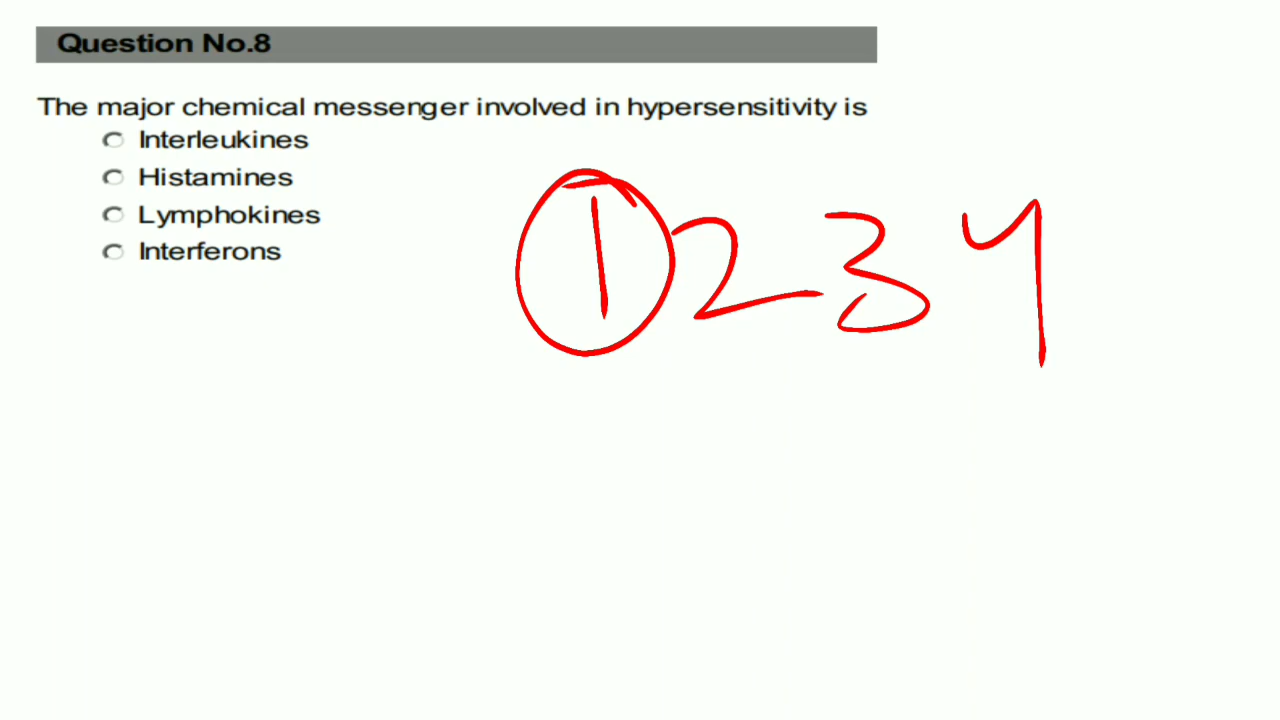 Question No.8
The major chemical messenger involved in hypersensitivity is
Interleukines
Histamines
Lymphokines
Interferons
1 2 3 4